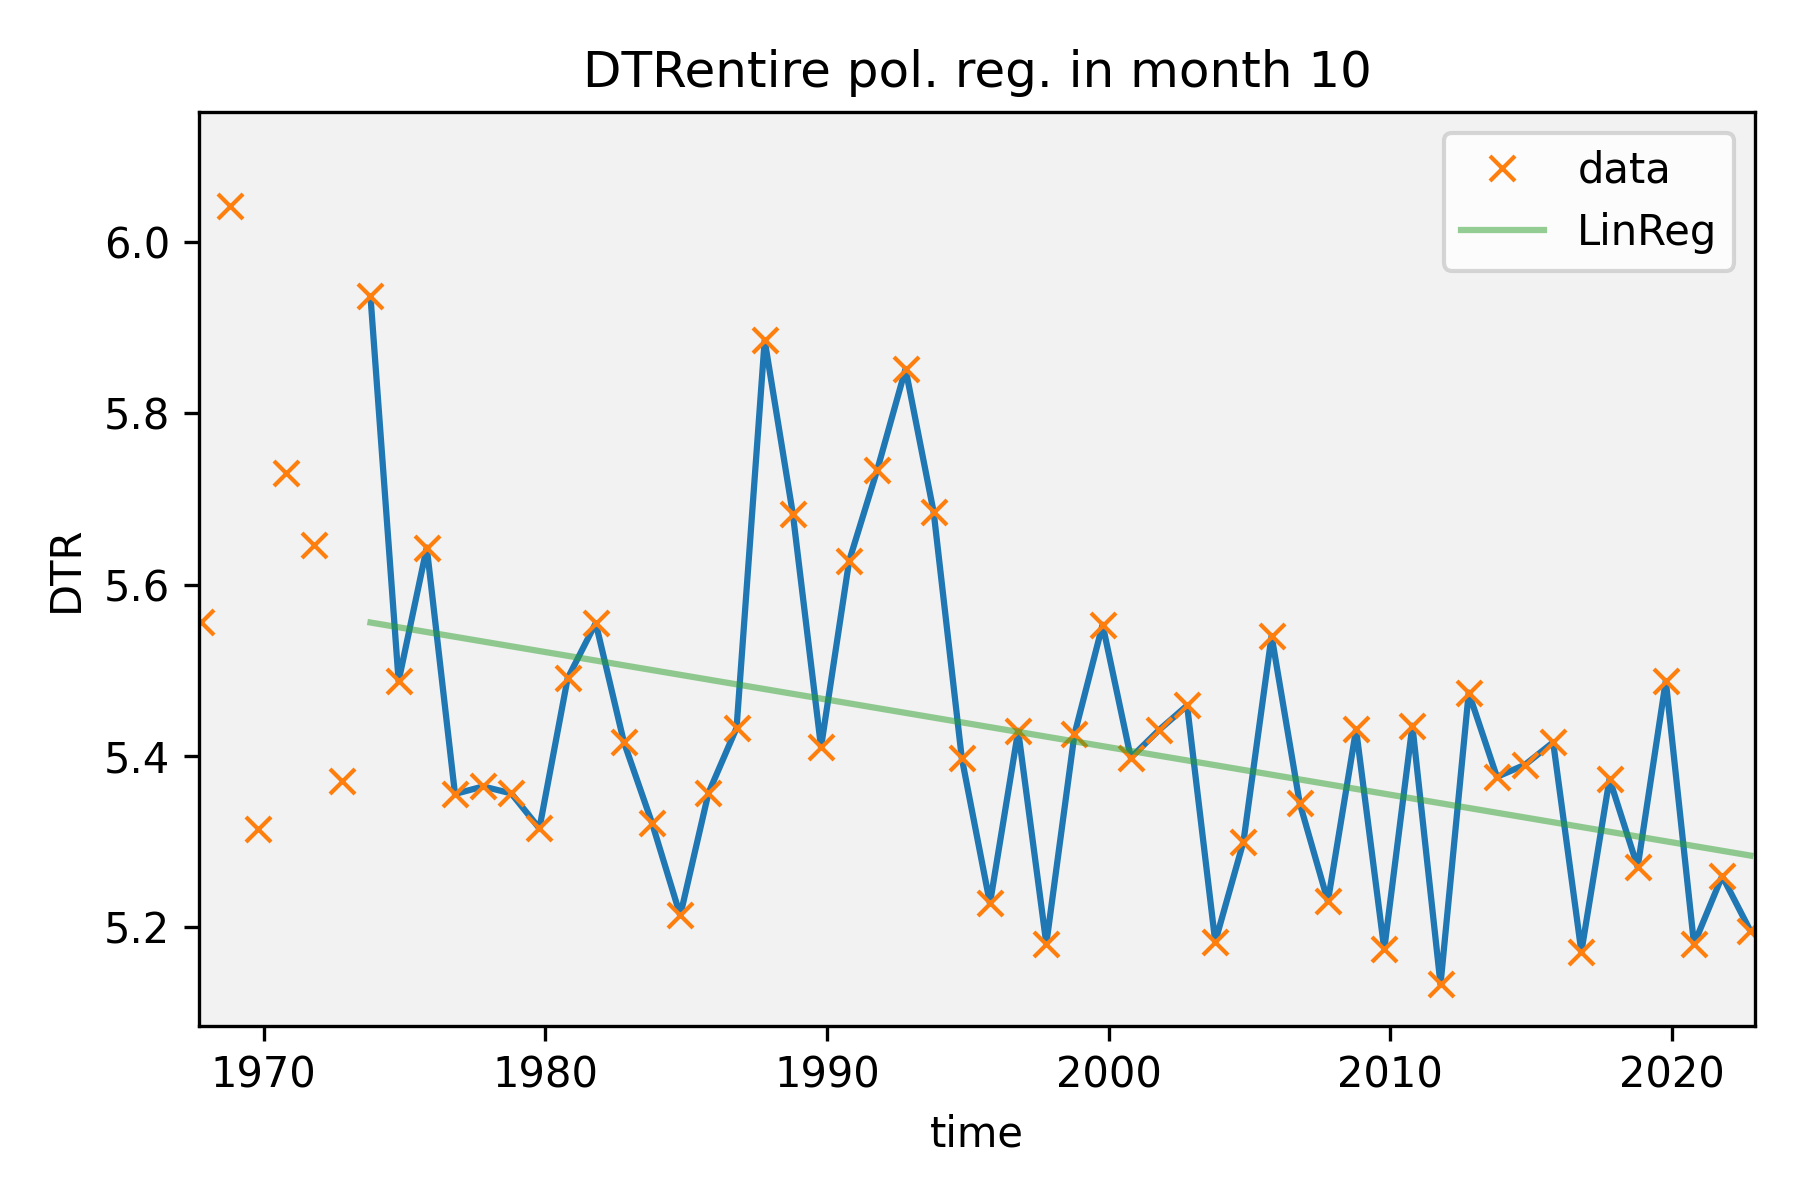 DTRentire pol. reg. in month 10
data
LinReg
6.0
5.8
5.6
5.4
5.2
DTR
1970 1980 1990 2000 2010 2020
time